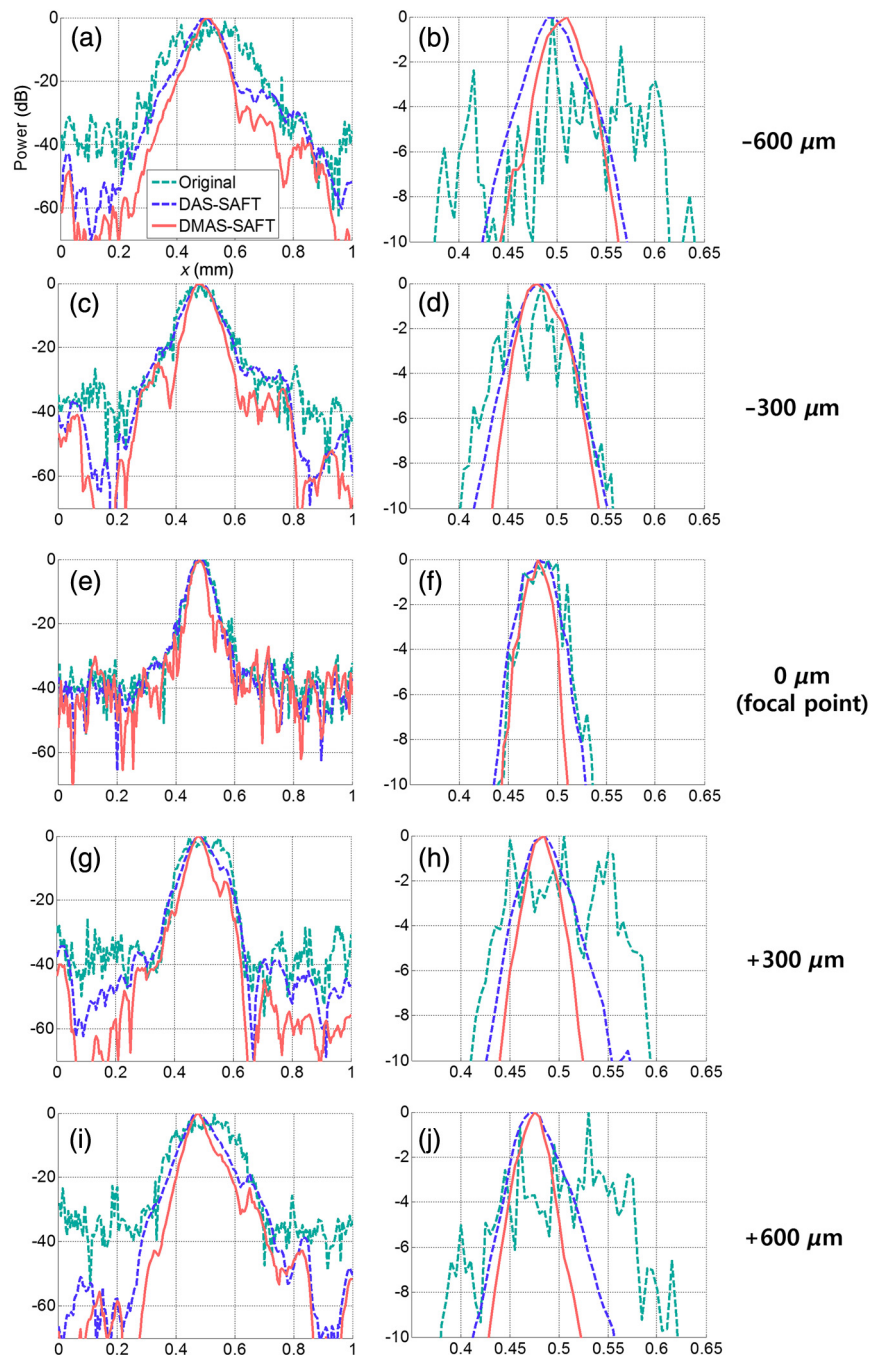 (a)
(b)
0
-20
-40
-60
Power (dB)
Original
DAS-SAFT
DMAS-SAFT
0 0.2 0.4 0.6 0.8 1
x (mm)
0
-2
-4
-6
-8
-10
0.4 0.45 0.5 0.55 0.6 0.65
−600 µm
(c)
(d)
0
-20
-40
-60
0 0.2 0.4 0.6 0.8 1
0
-2
-4
-6
-8
-10
0.4 0.45 0.5 0.55 0.6 0.65
−300 µm
(e)
(f)
0
-20
-40
-60
0 0.2 0.4 0.6 0.8 1
0
-2
-4
-6
-8
-10
0.4 0.45 0.5 0.55 0.6 0.65
0 µm
(focal point)
(g)
(h)
0
-20
-40
-60
0 0.2 0.4 0.6 0.8 1
0
-2
-4
-6
-8
-10
0.4 0.45 0.5 0.55 0.6 0.65
+300 µm
(i)
(j)
0
-20
-40
-60
0 0.2 0.4 0.6 0.8 1
0
-2
-4
-6
-8
-10
0.4 0.45 0.5 0.55 0.6 0.65
+600 µm